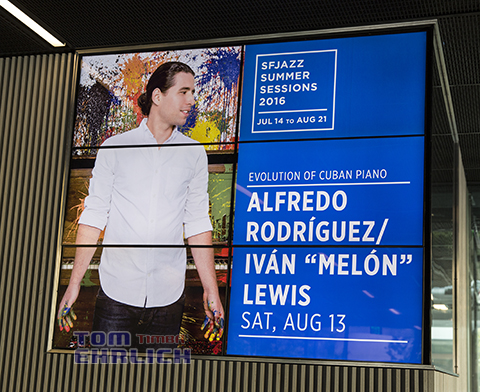 SFJAZZ
SUMMER
SESSIONS
2016
JUL 14 TO AUG 21
EVOLUTION OF CUBAN PIANO
ALFREDO
RODRÍGUEZ/
IVÁN “MELÓN”
LEWIS
SAT, AUG 13
TOM TIMBA
EHRLICH